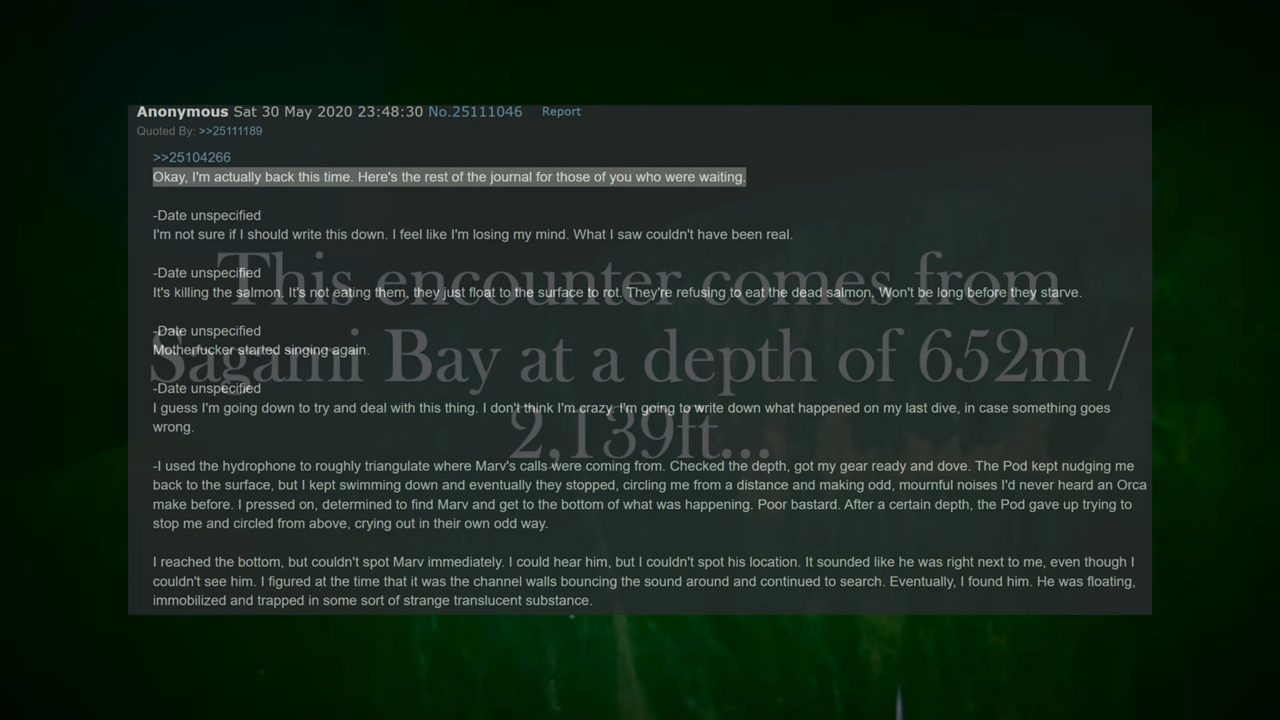 Anonymous Sat 30 May 2020 23:48:30 No.25111046 Report
Quoted By: >>25111189
>>25104266
Okay, I'm actually back this time. Here's the rest of the journal for those of you who were waiting.
-Date unspecified
I'm not sure if I should write this down. I feel like I'm losing my mind. What I saw couldn't have been real.
-Date unspecified
It's killing the salmon. It's not eating them, they just float to the surface to rot. They're refusing to eat the dead salmon, Won't be long before they starve.
-Date unspecified
Motherfucker started singing again.
-Date unspecified
I guess I'm going down to try and deal with this thing. I don't think I'm crazy. I'm going to write down what happened on my last dive, in case something goes
wrong.
-I used the hydrophone to roughly triangulate where Marv's calls were coming from. Checked the depth, got my gear ready and dove. The Pod kept nudging me
back to the surface, but I kept swimming down and eventually they stopped, circling me from a distance and making odd, mournful noises I'd never heard an Orca
make before. I pressed on, determined to find Marv and get to the bottom of what was happening. Poor bastard. After a certain depth, the Pod gave up trying to
stop me and circled from above, crying out in their own odd way.
I reached the bottom, but couldn't spot Marv immediately. I could hear him, but I couldn't spot his location. It sounded like he was right next to me, even though I
couldn't see him. I figured at the time that it was the channel walls bouncing the sound around and continued to search. Eventually, I found him. He was floating,
immobilized and trapped in some sort of strange translucent substance.
This encounter comes from
Sagami Bay at a depth of 652m /
2,139ft...